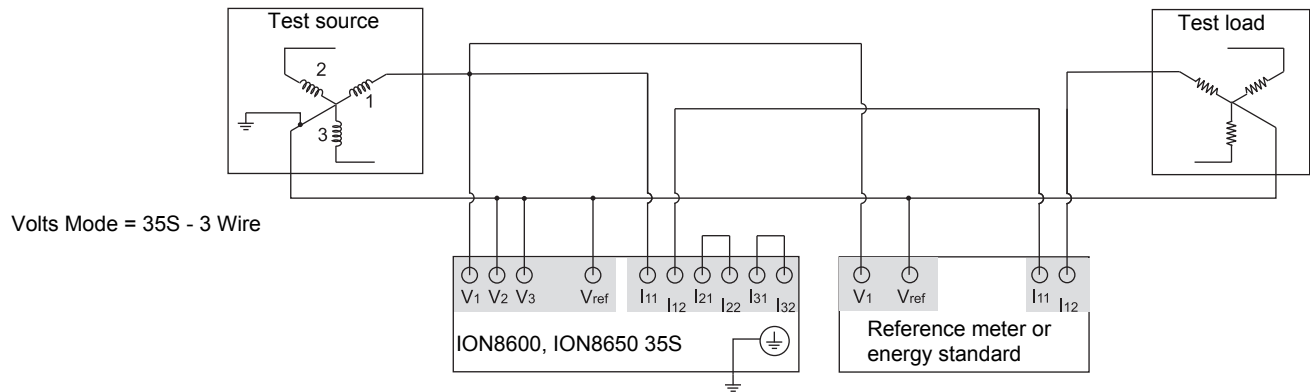 Test source
Test load
2
1
3
Volts Mode = 35S - 3 Wire
V1 V2 V3 Vref I11 I12 I21 I22 I31 I32
V1 Vref I11 I12
ION8600, ION8650 35S
Reference meter or
energy standard